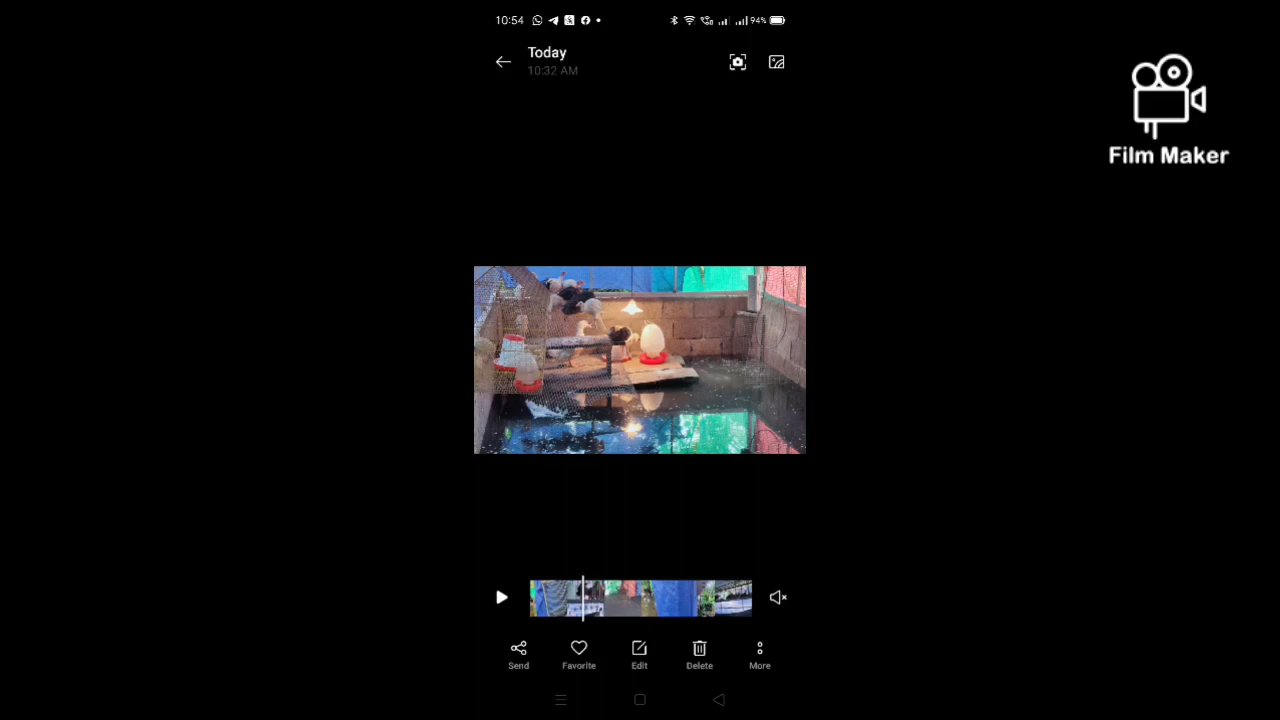 10:54
94%
Today
10:32 AM
Film Maker
Send
Favorite
Edit
Delete
More